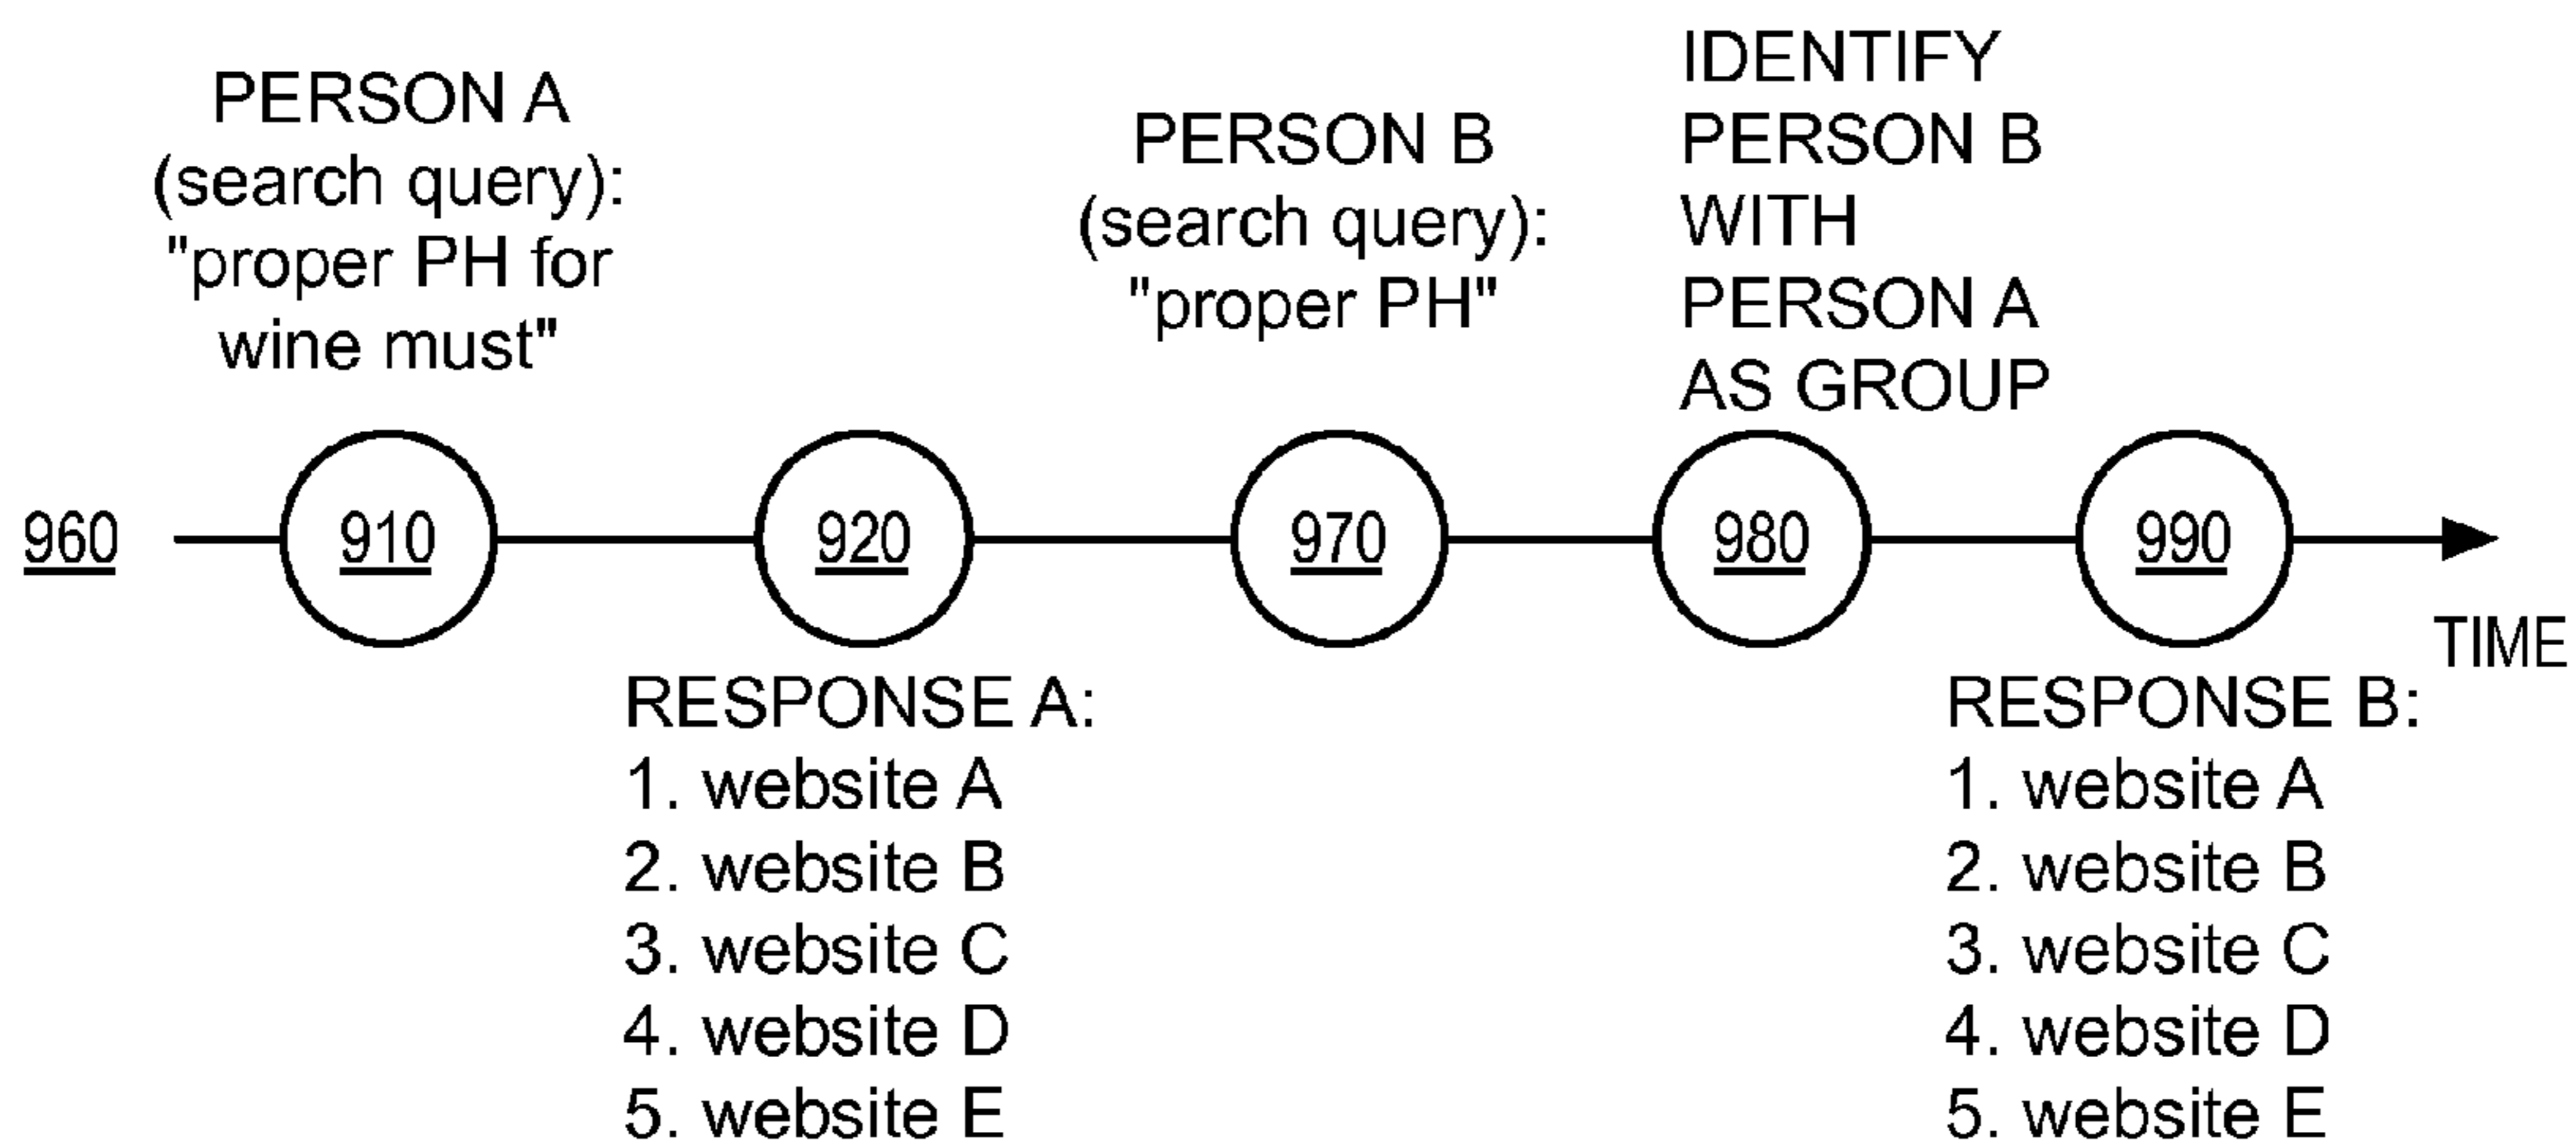 PERSON A
(search query):
"proper PH for
wine must"
PERSON B
(search query):
"proper PH"
IDENTIFY
PERSON B
WITH
PERSON A
AS GROUP
960
910
920
970
980
990
TIME
RESPONSE A:
1. website A
2. website B
3. website C
4. website D
5. website E
RESPONSE B:
1. website A
2. website B
3. website C
4. website D
5. website E